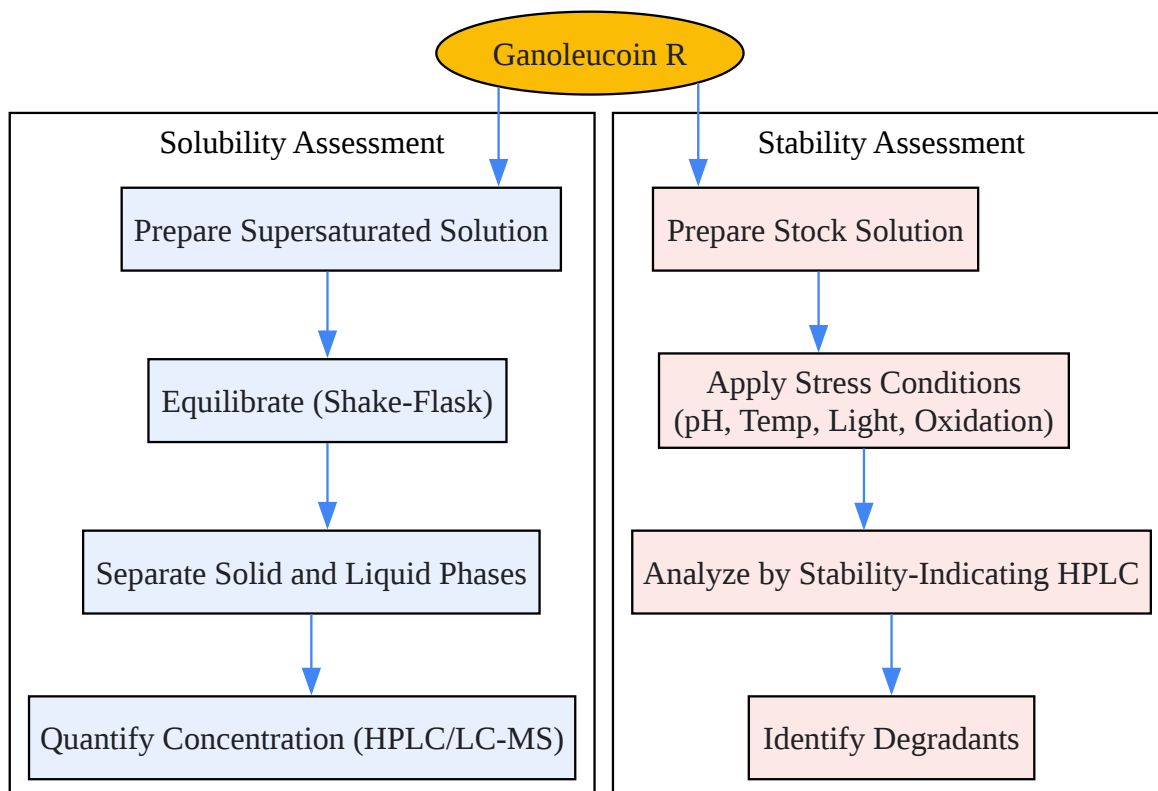 Ganoleucoin R
Solubility Assessment
Prepare Supersaturated Solution
Equilibrate (Shake-Flask)
Separate Solid and Liquid Phases
Quantify Concentration (HPLC/LC-MS)
Stability Assessment
Prepare Stock Solution
Apply Stress Conditions
(pH, Temp, Light, Oxidation)
Analyze by Stability-Indicating HPLC
Identify Degradants